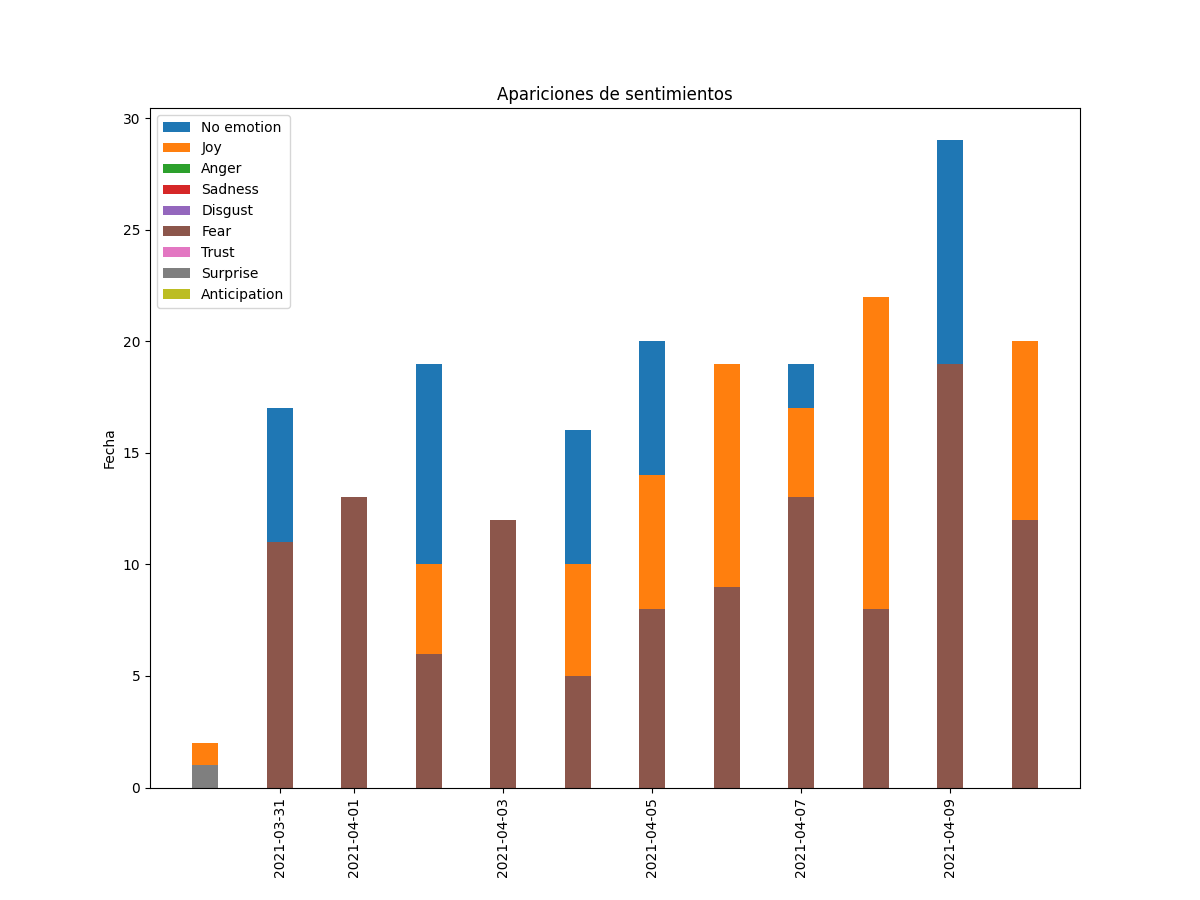 Apariciones de sentimientos
No emotion
Joy
Anger
Sadness
Disgust
Fear
Trust
Surprise
Anticipation
Fecha
30
25
20
15
10
5
0
2021-03-31
2021-04-01
2021-04-03
2021-04-05
2021-04-07
2021-04-09